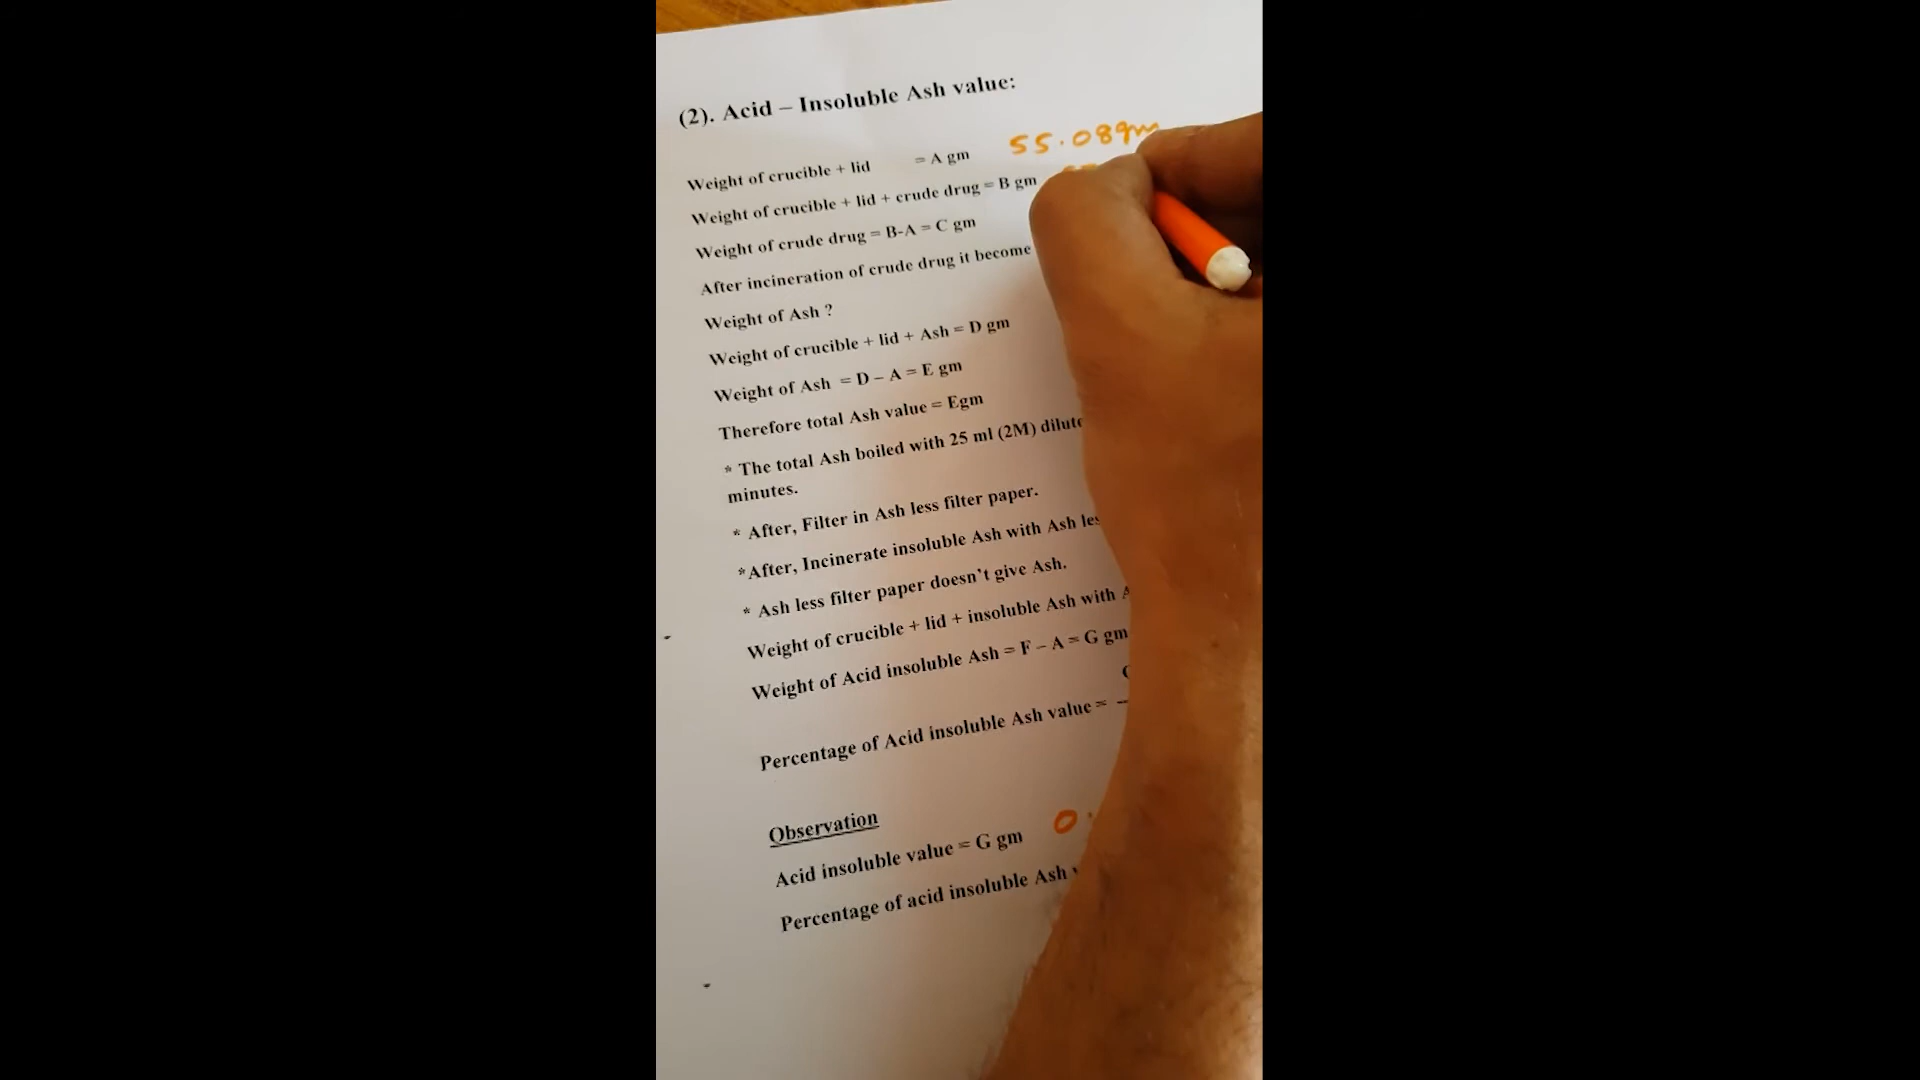 (2). Acid – Insoluble Ash value:
Weight of crucible + lid = A gm 55.08gm
Weight of crucible + lid + crude drug = B gm
Weight of crude drug = B-A = C gm
After incineration of crude drug it become
Weight of Ash ?
Weight of crucible + lid + Ash = D gm
Weight of Ash = D – A = E gm
Therefore total Ash value = Egm
* The total Ash boiled with 25 ml (2M)
minutes.
* After, Filter in Ash less filter paper.
*After, Incinerate insoluble Ash with Ash
* Ash less filter paper doesn't give Ash.
Weight of crucible + lid + insoluble Ash with
Weight of Acid insoluble Ash = F – A = G gm
Percentage of Acid insoluble Ash value =
Observation
Acid insoluble value = G gm 0.
Percentage of acid insoluble Ash